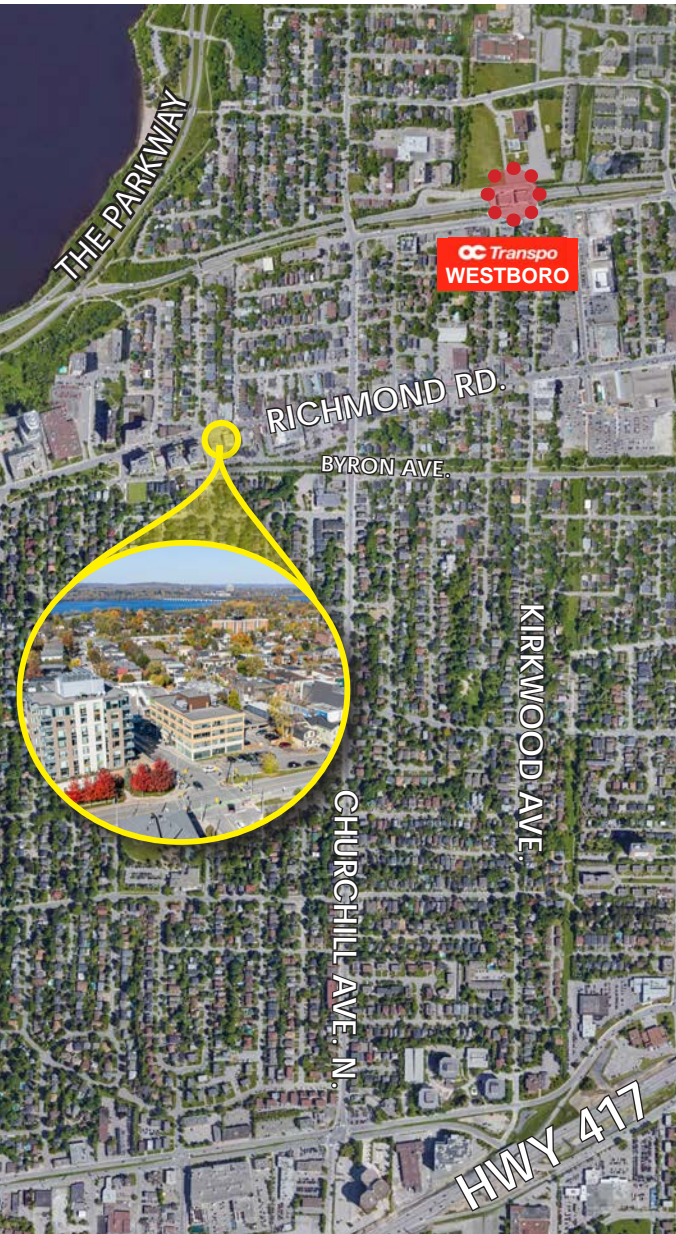 THE PARKWAY
OC Transpo
WESTBORO
RICHMOND RD.
BYRON AVE.
KIRKWOOD AVE.
CHURCHILL AVE. N.
HWY 417